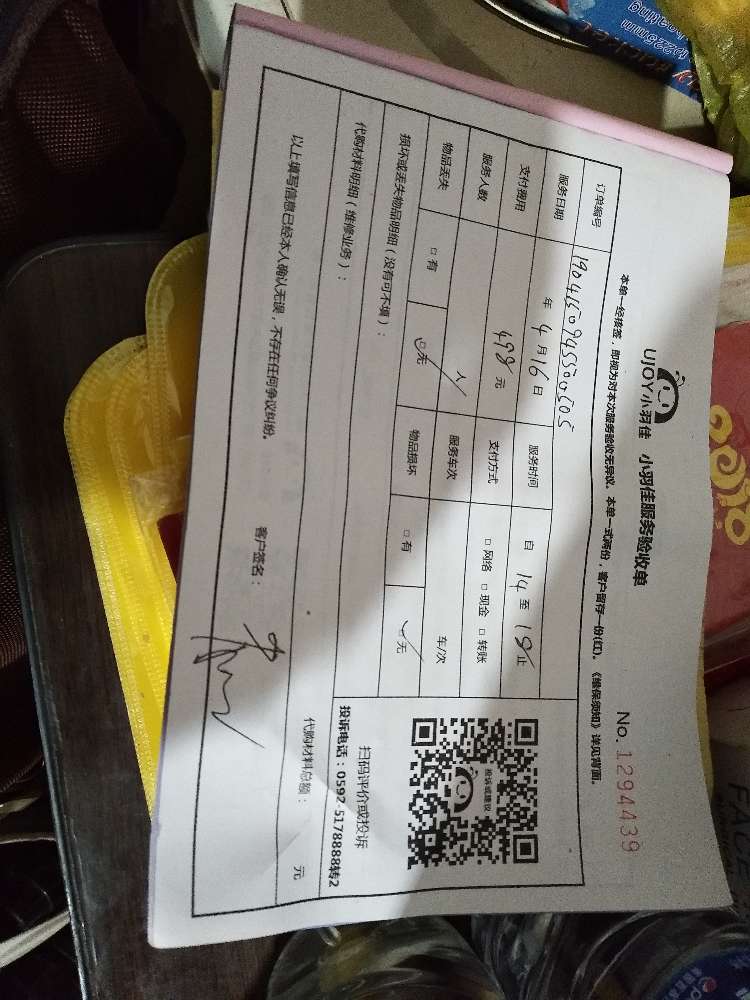 UJOY小羽佳 小羽佳服务验收单
No. 1294439
本单一经接签，即视为对本次服务验收无异议。本单一式两份，客户留存一份(红)。《维保须知》详见背面。
订单编号
服务日期 年 4 月 16 日 服务时间 自 14 至 18 止
支付费用 498 元 支付方式 □ 网络 □ 现金 □ 转账
服务人数 人 服务车次 车/次
物品丢失 □ 有 □ 无 物品损坏 □ 有 □ 无
投诉或建议
扫码评价或投诉
投诉电话：0592-5178888转2
损坏或丢失物品明细（没有可不填）：
代购材料明细（维修业务）：
代购材料总额： 元
以上填写信息已经本人确认无误，不存在任何争议纠纷。
客户签名：
225mm